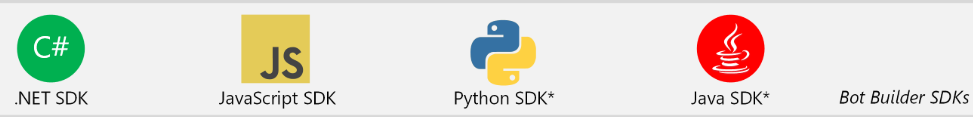 C#
JS
.NET SDK
JavaScript SDK
Python SDK*
Java SDK*
Bot Builder SDKs